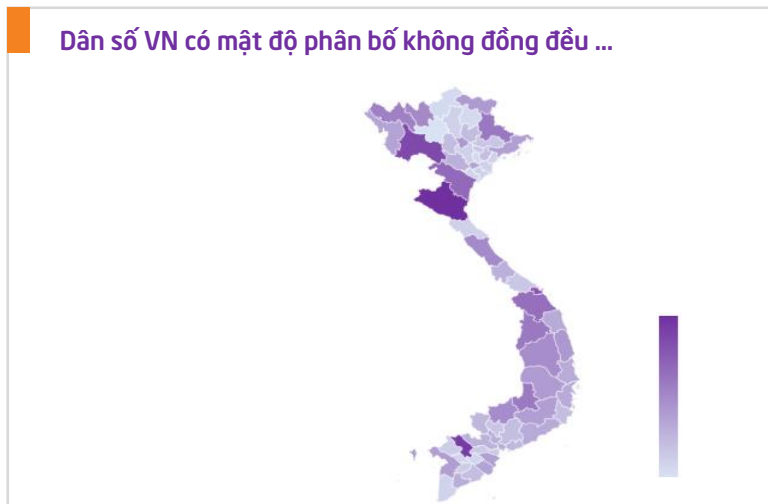 Dân số VN có mật độ phân bố không đồng đều ...